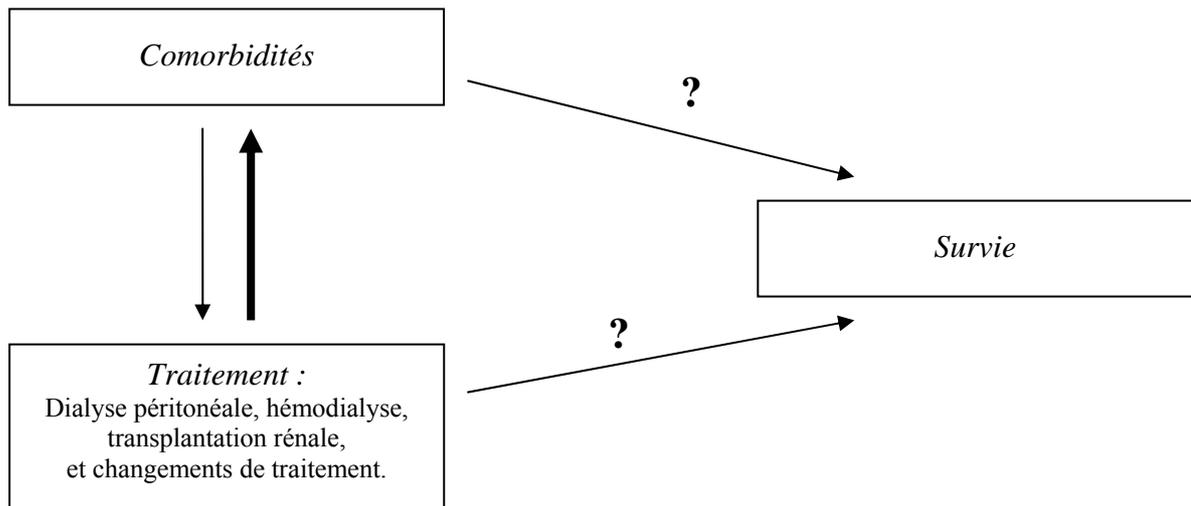 Comorbidités
?
Survie
?
Traitement :
Dialyse péritonéale, hémodialyse,
transplantation rénale,
et changements de traitement.